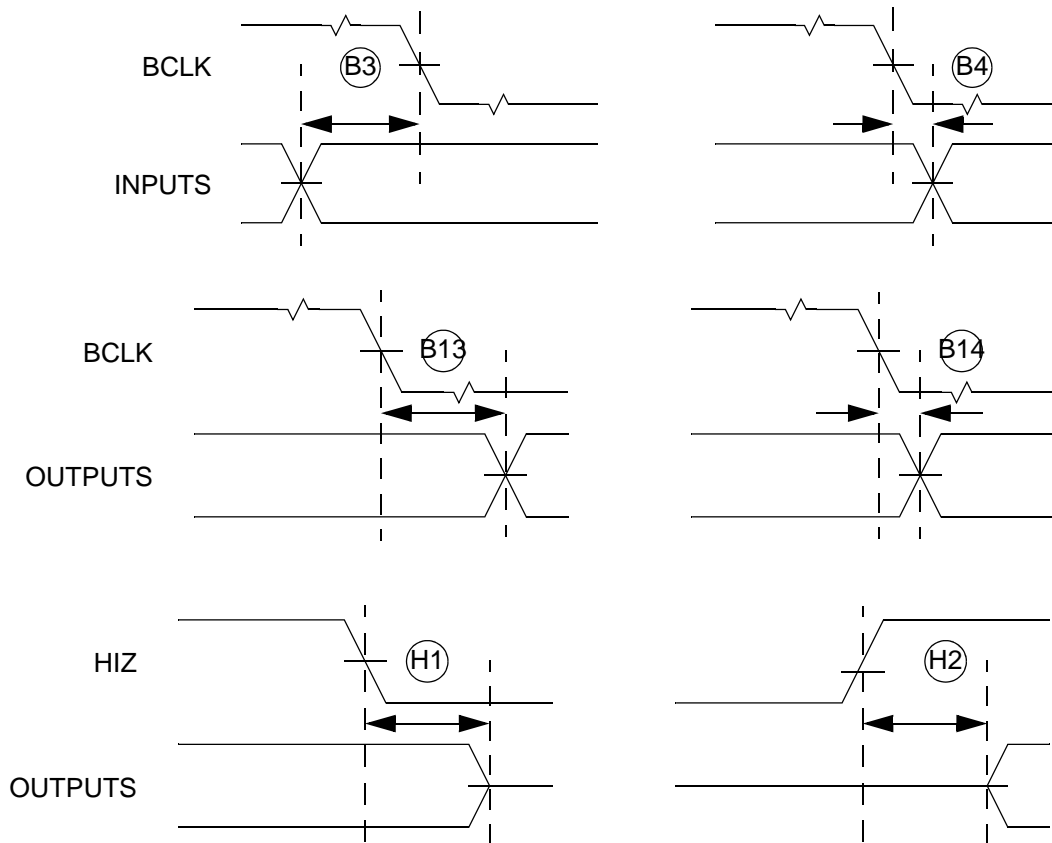 BCLK
B3
B4
INPUTS
BCLK
B13
B14
OUTPUTS
HIZ
H1
H2
OUTPUTS